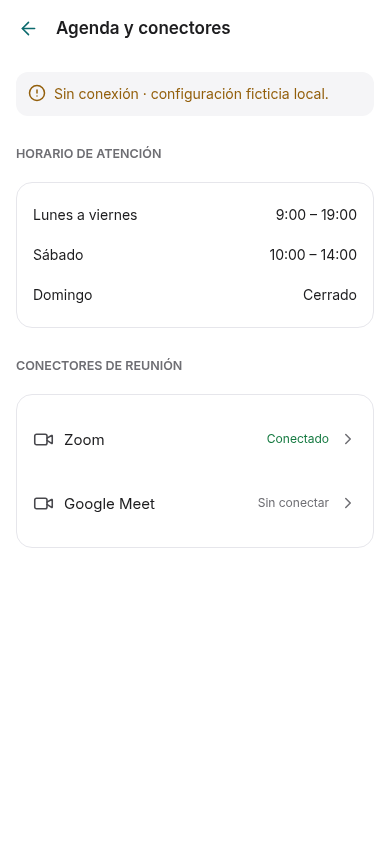 Agenda y conectores
Sin conexión · configuración ficticia local.
HORARIO DE ATENCIÓN
Lunes a viernes 9:00 – 19:00
Sábado 10:00 – 14:00
Domingo Cerrado
CONECTORES DE REUNIÓN
Zoom Conectado
Google Meet Sin conectar